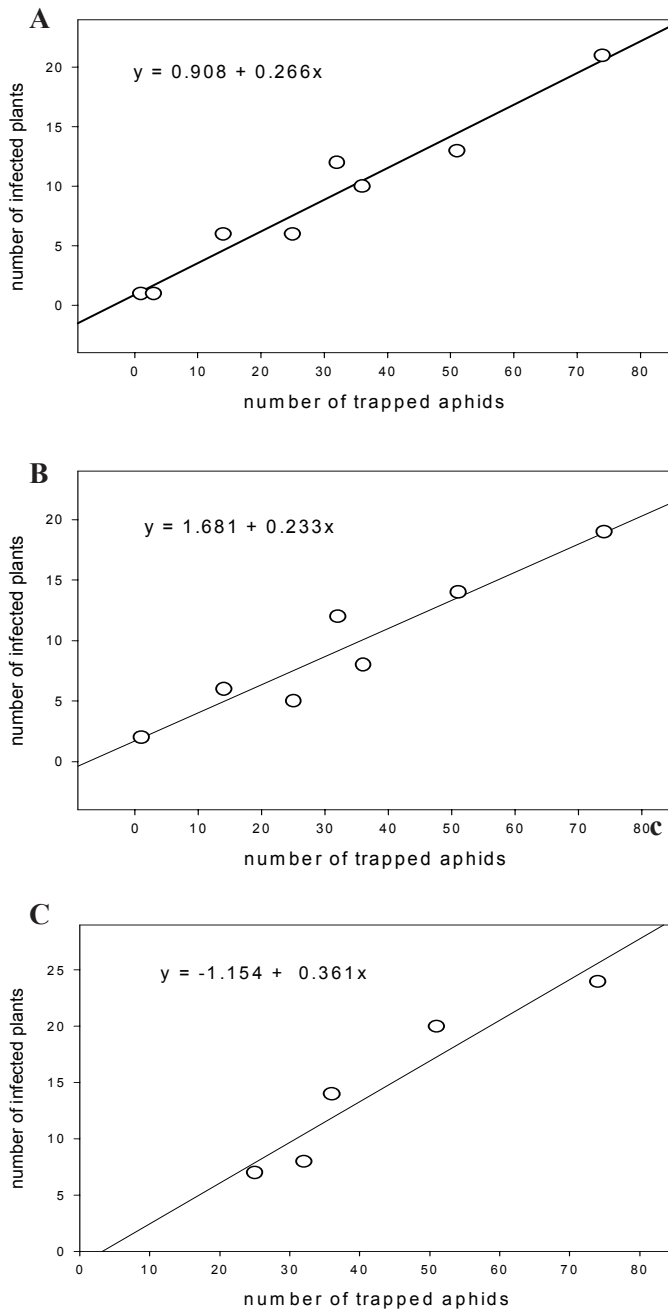 A
y = 0.908 + 0.266x
number of infected plants
20
15
10
5
0
0 10 20 30 40 50 60 70 80
number of trapped aphids
B
y = 1.681 + 0.233x
number of infected plants
20
15
10
5
0
0 10 20 30 40 50 60 70 80 c
number of trapped aphids
C
y = -1.154 + 0.361x
number of infected plants
25
20
15
10
5
0
0 10 20 30 40 50 60 70 80
number of trapped aphids